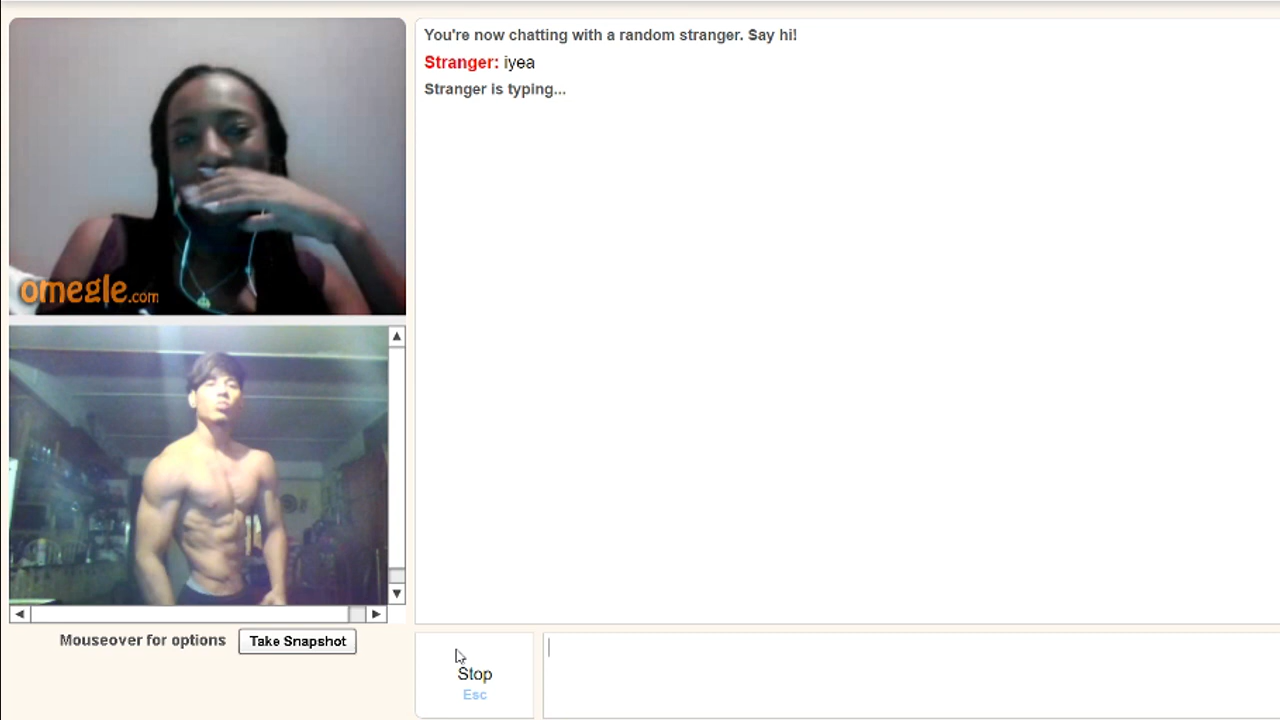 You're now chatting with a random stranger. Say hi!
Stranger: iyea
Stranger is typing...
omegle.com
Mouseover for options
Take Snapshot
Stop
Esc